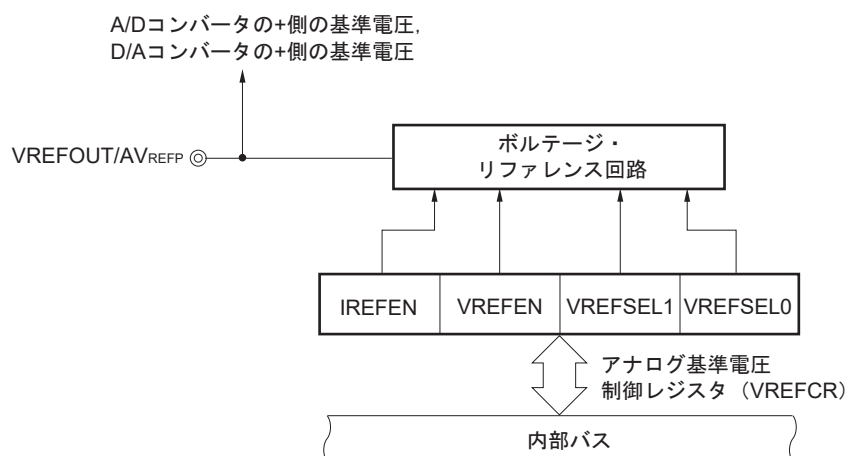 A/Dコンバータの+側の基準電圧,
D/Aコンバータの+側の基準電圧
VREFOUT/AVREFP
ボルテージ・
リファレンス回路
IREFEN VREFEN VREFSEL1 VREFSEL0
アナログ基準電圧
制御レジスタ（VREFCR）
内部バス